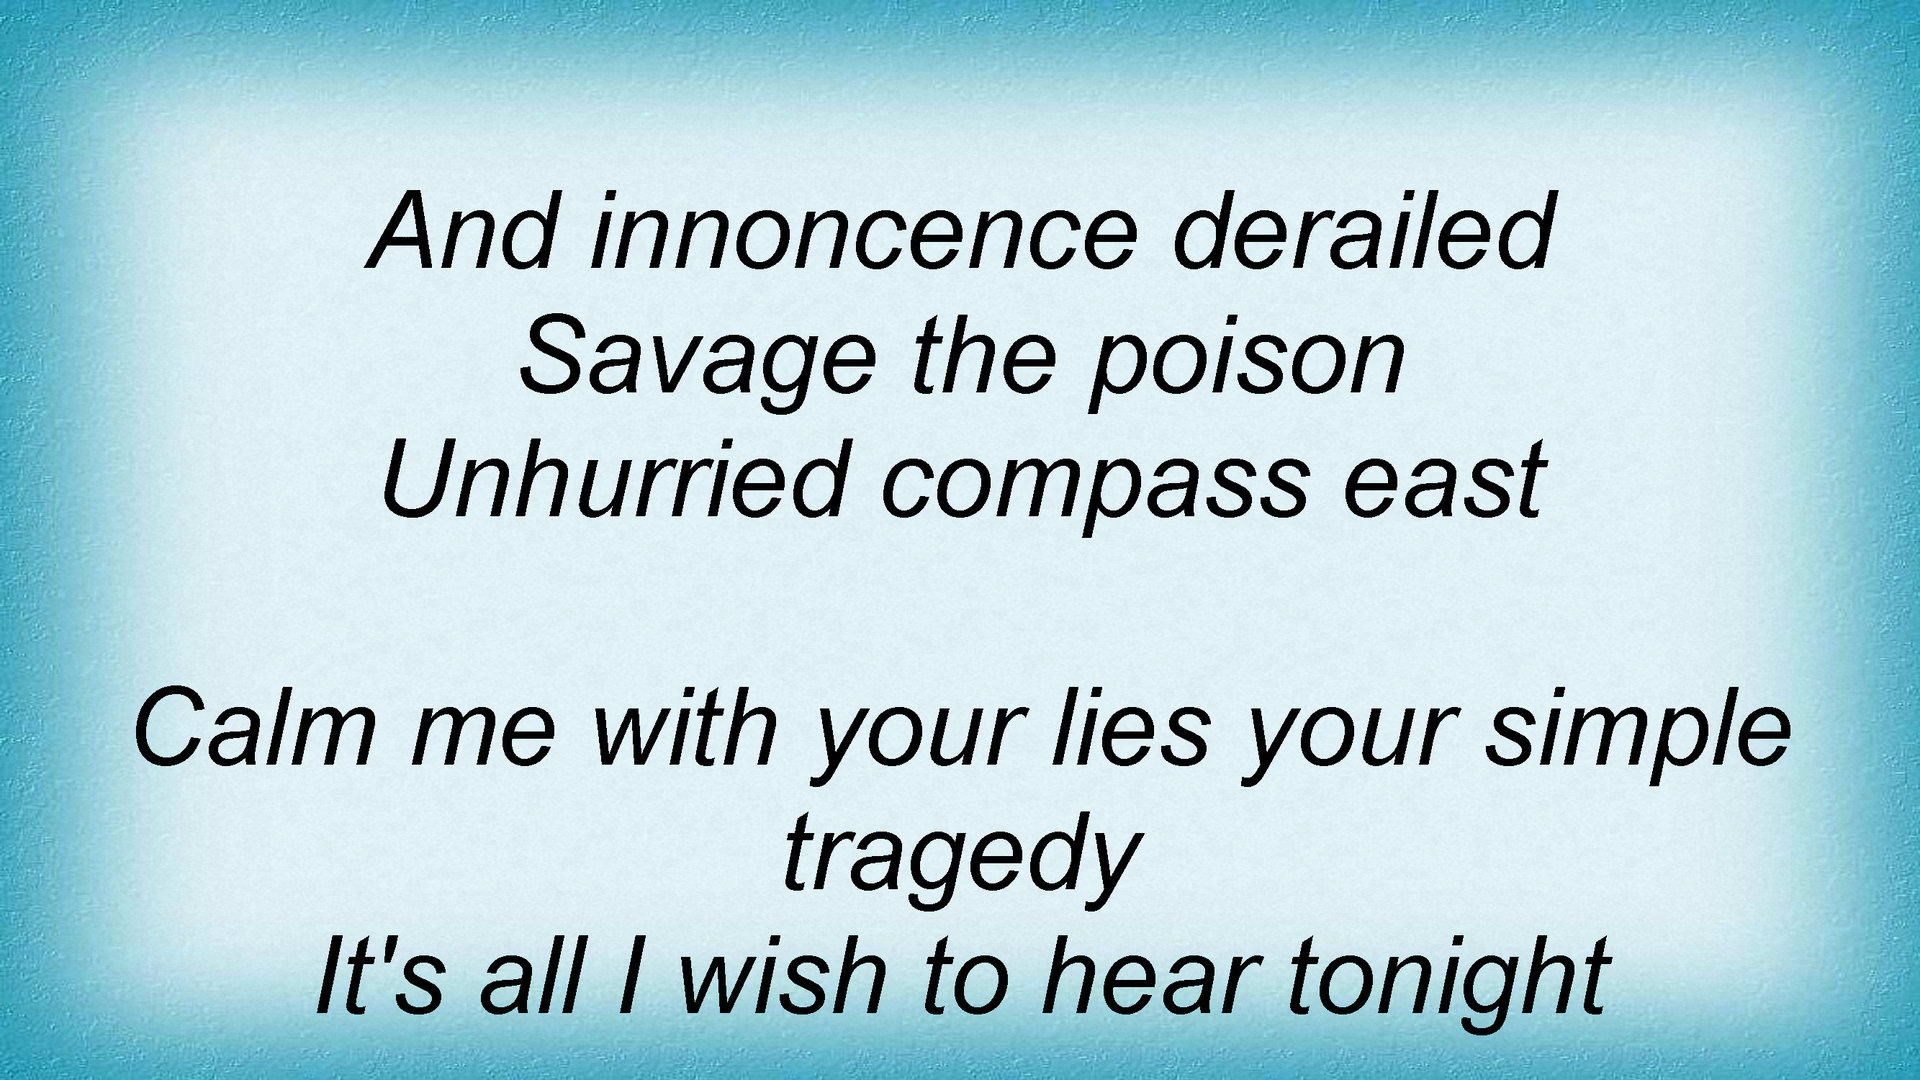 And innoncence derailed
Savage the poison
Unhurried compass east
Calm me with your lies your simple
tragedy
It's all I wish to hear tonight